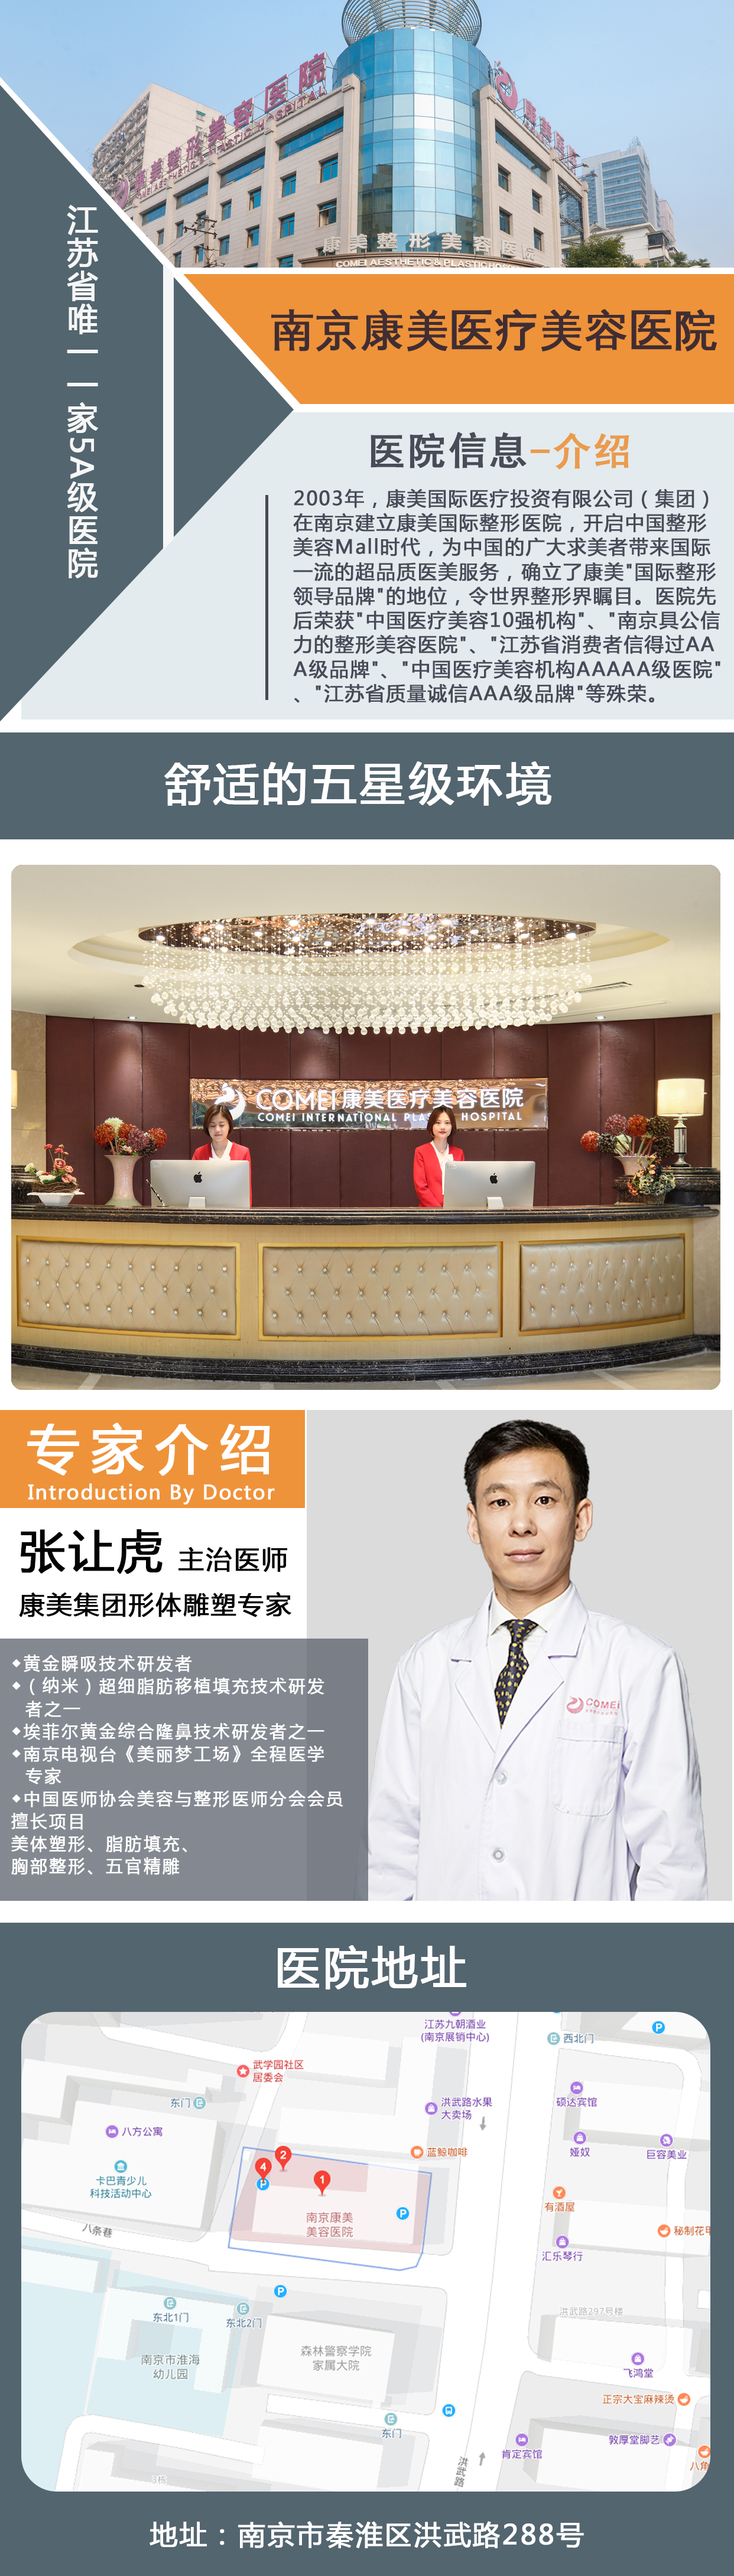 康美整形美容医院
COMEI AESTHETIC & PLASTIC HOSPITAL
康美整形美容医院
江苏省唯一一家5A级医院
南京康美医疗美容医院
医院信息-介绍
2003年，康美国际医疗投资有限公司（集团）
在南京建立康美国际整形医院，开启中国整形
美容Mall时代，为中国的广大求美者带来国际
一流的超品质医美服务，确立了康美"国际整形
领导品牌"的地位，令世界整形界瞩目。医院先
后荣获"中国医疗美容10强机构"、"南京具公信
力的整形美容医院"、"江苏省消费者信得过AA
A级品牌"、"中国医疗美容机构AAAAA级医院"
、"江苏省质量诚信AAA级品牌"等殊荣。
舒适的五星级环境
COMEI康美医疗美容医院
COMEI INTERNATIONAL HOSPITAL
专家介绍
Introduction By Doctor
张让虎 主治医师
康美集团形体雕塑专家
COMEI
◆黄金瞬吸技术研发者
◆（纳米）超细脂肪移植填充技术研发
者之一
◆埃菲尔黄金综合隆鼻技术研发者之一
◆南京电视台《美丽梦工场》全程医学
专家
◆中国医师协会美容与整形医师分会会员
擅长项目
美体塑形、脂肪填充、
胸部整形、五官精雕
医院地址
江苏九朝酒业
(南京展销中心)
P
西北门
武学园社区
居委会
东门
洪武路水果
大卖场
硕达宾馆
八方公寓
蓝鲸咖啡
娅奴
巨容美业
卡巴青少儿
科技活动中心
2
4
1
P
P
南京康美
美容医院
有酒屋
八条巷
秘制花甲
汇乐琴行
P
东北1门
东北2门
洪武路297号楼
南京市淮海
幼儿园
森林警察学院
家属大院
飞鸿堂
正宗大宝麻辣烫
东门
敦厚堂脚艺
肯定宾馆
八角
洪武路
地址：南京市秦淮区洪武路288号